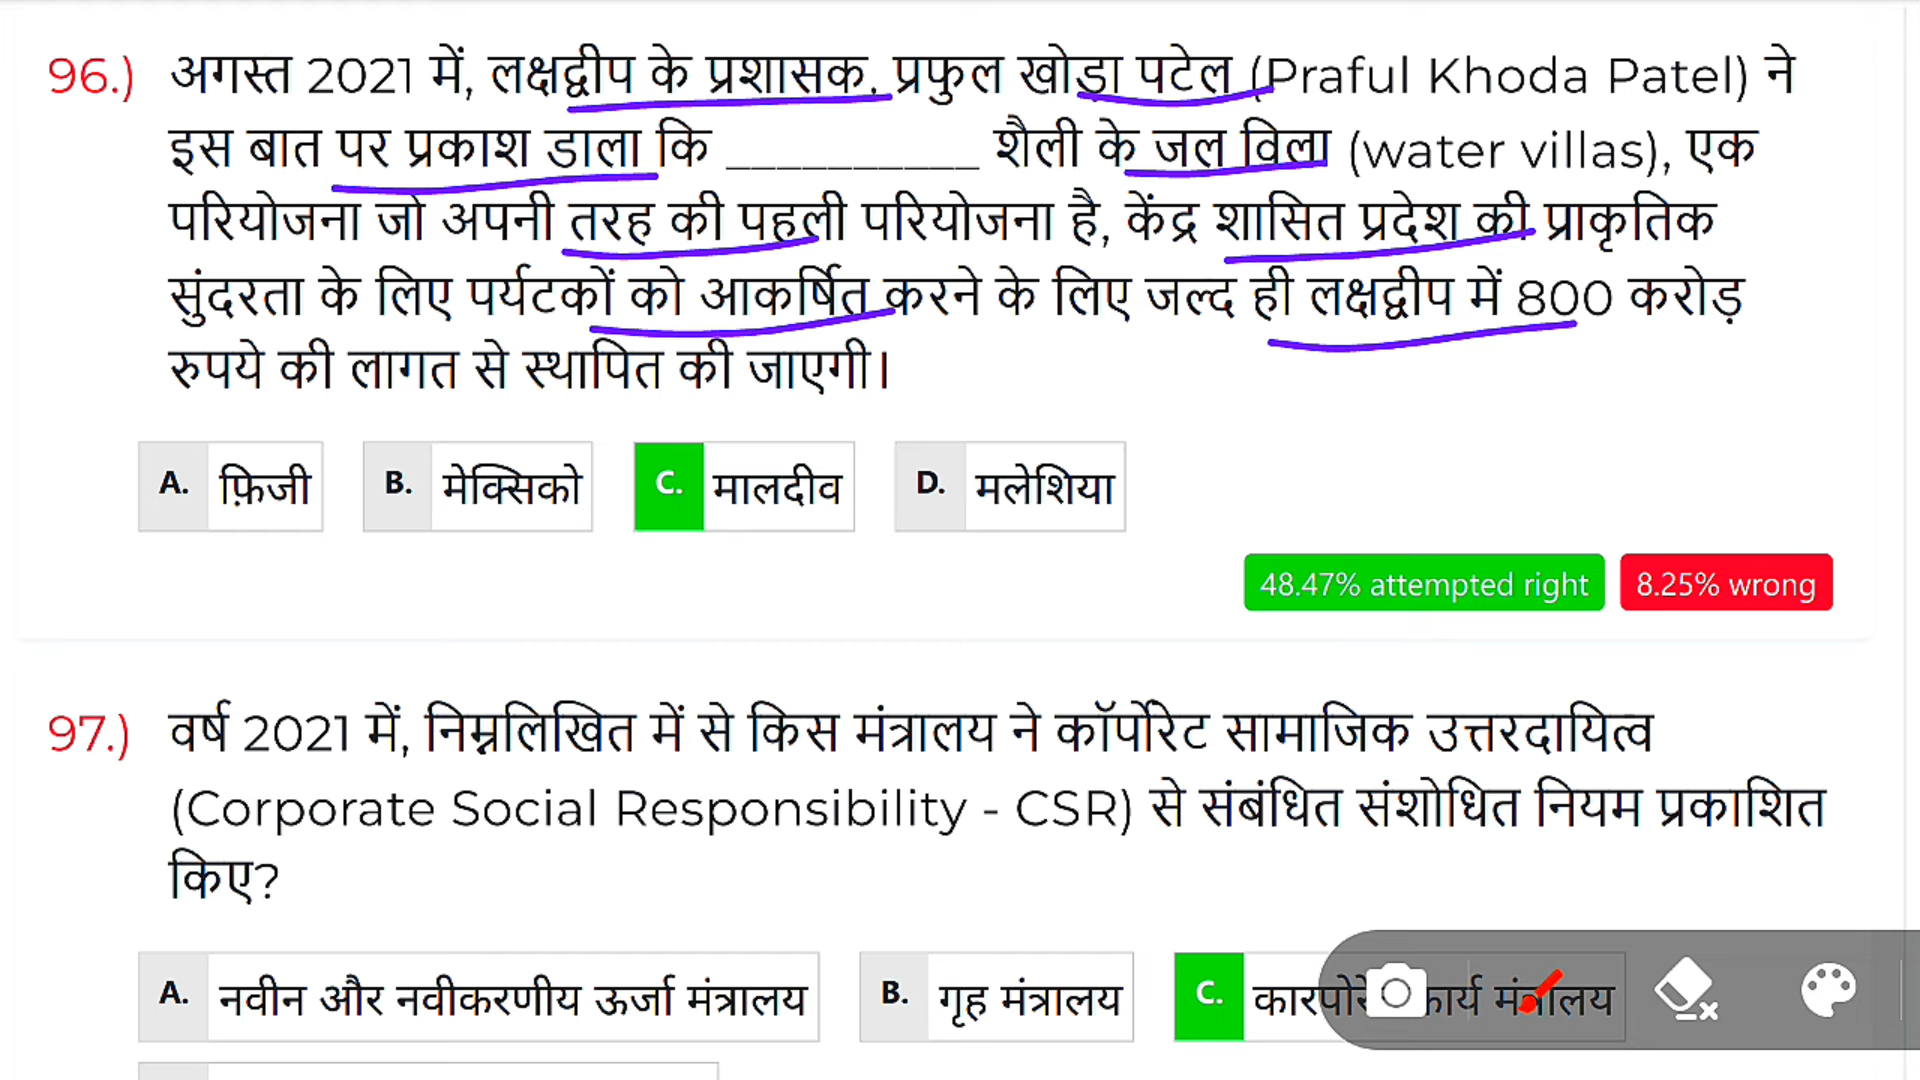 96.) अगस्त 2021 में, लक्षद्वीप के प्रशासक, प्रफुल खोड़ा पटेल (Praful Khoda Patel) ने
इस बात पर प्रकाश डाला कि __________ शैली के जल विला (water villas), एक
परियोजना जो अपनी तरह की पहली परियोजना है, केंद्र शासित प्रदेश की प्राकृतिक
सुंदरता के लिए पर्यटकों को आकर्षित करने के लिए जल्द ही लक्षद्वीप में 800 करोड़
रुपये की लागत से स्थापित की जाएगी।
A. फ़िजी B. मेक्सिको C. मालदीव D. मलेशिया
48.47% attempted right 8.25% wrong
97.) वर्ष 2021 में, निम्नलिखित में से किस मंत्रालय ने कॉर्पोरेट सामाजिक उत्तरदायित्व
(Corporate Social Responsibility - CSR) से संबंधित संशोधित नियम प्रकाशित
किए?
A. नवीन और नवीकरणीय ऊर्जा मंत्रालय B. गृह मंत्रालय C. कार्य मंत्रालय